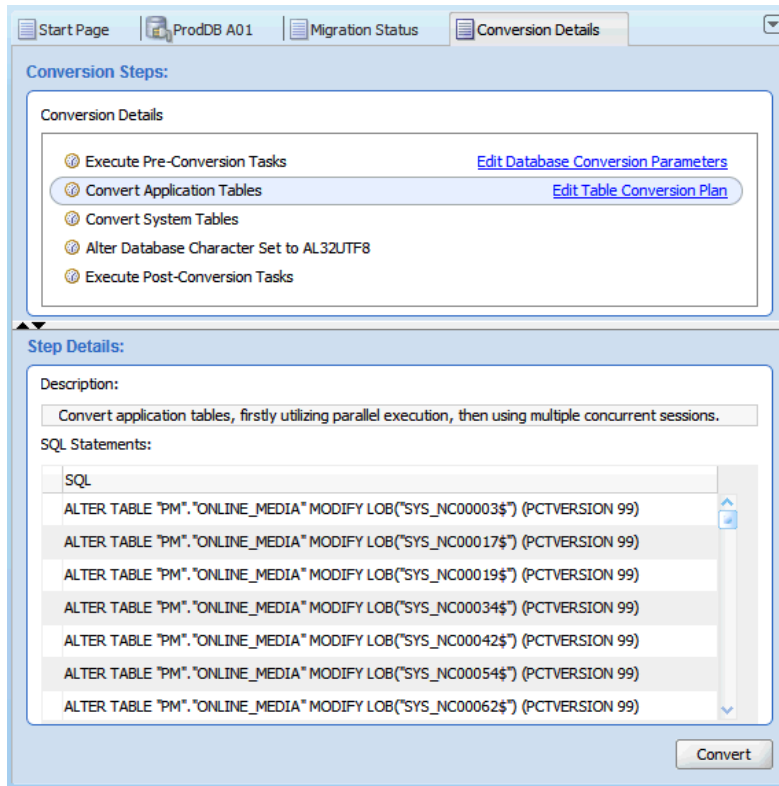 Start Page ProdDB A01 Migration Status Conversion Details
Conversion Steps:
Conversion Details
Execute Pre-Conversion Tasks Edit Database Conversion Parameters
Convert Application Tables Edit Table Conversion Plan
Convert System Tables
Alter Database Character Set to AL32UTF8
Execute Post-Conversion Tasks
Step Details:
Description:
Convert application tables, firstly utilizing parallel execution, then using multiple concurrent sessions.
SQL Statements:
SQL
ALTER TABLE "PM"."ONLINE_MEDIA" MODIFY LOB("SYS_NC00003$") (PCTVERSION 99)
ALTER TABLE "PM"."ONLINE_MEDIA" MODIFY LOB("SYS_NC00017$") (PCTVERSION 99)
ALTER TABLE "PM"."ONLINE_MEDIA" MODIFY LOB("SYS_NC00019$") (PCTVERSION 99)
ALTER TABLE "PM"."ONLINE_MEDIA" MODIFY LOB("SYS_NC00034$") (PCTVERSION 99)
ALTER TABLE "PM"."ONLINE_MEDIA" MODIFY LOB("SYS_NC00042$") (PCTVERSION 99)
ALTER TABLE "PM"."ONLINE_MEDIA" MODIFY LOB("SYS_NC00054$") (PCTVERSION 99)
ALTER TABLE "PM"."ONLINE_MEDIA" MODIFY LOB("SYS_NC00062$") (PCTVERSION 99)
Convert